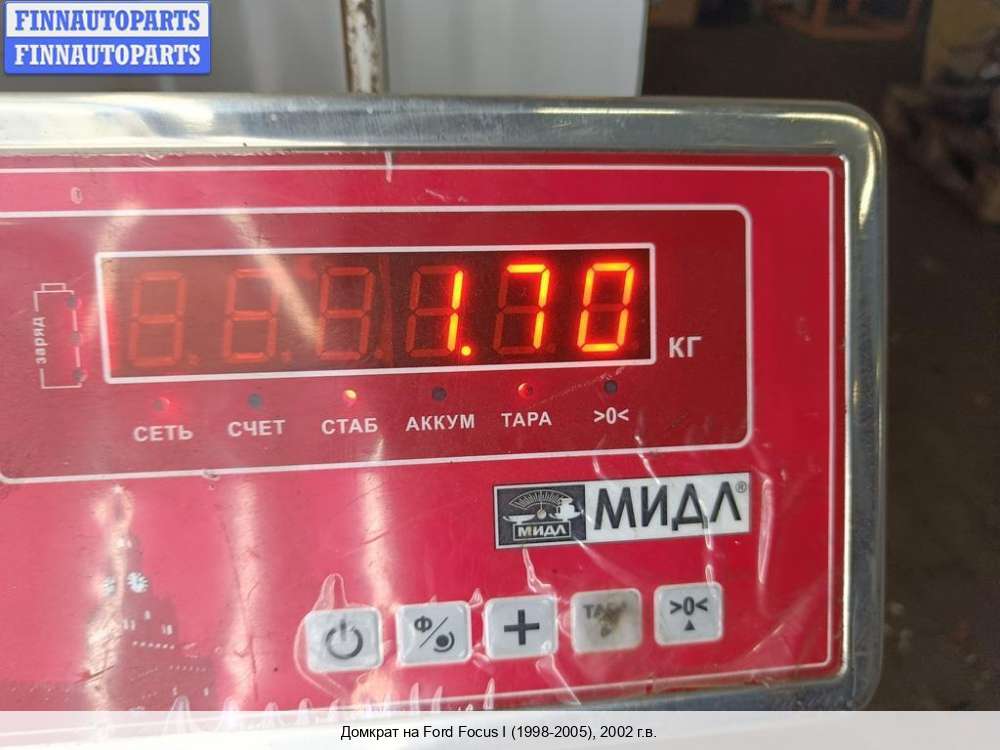 FINNAUTOPARTS
FINNAUTOPARTS
заряд
1.70
КГ
СЕТЬ СЧЕТ СТАБ АККУМ ТАРА >0<
МИДЛ МИДЛ®
Ф
+
ТАРА
>0<
Домкрат на Ford Focus I (1998-2005), 2002 г.в.